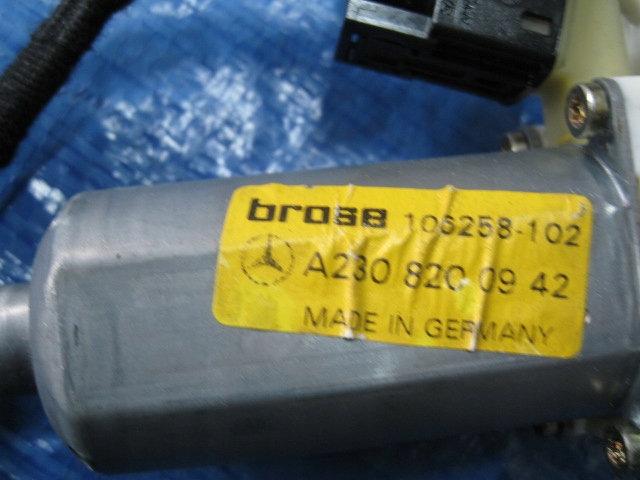 brose 106258-102
A230 820 09 42
MADE IN GERMANY